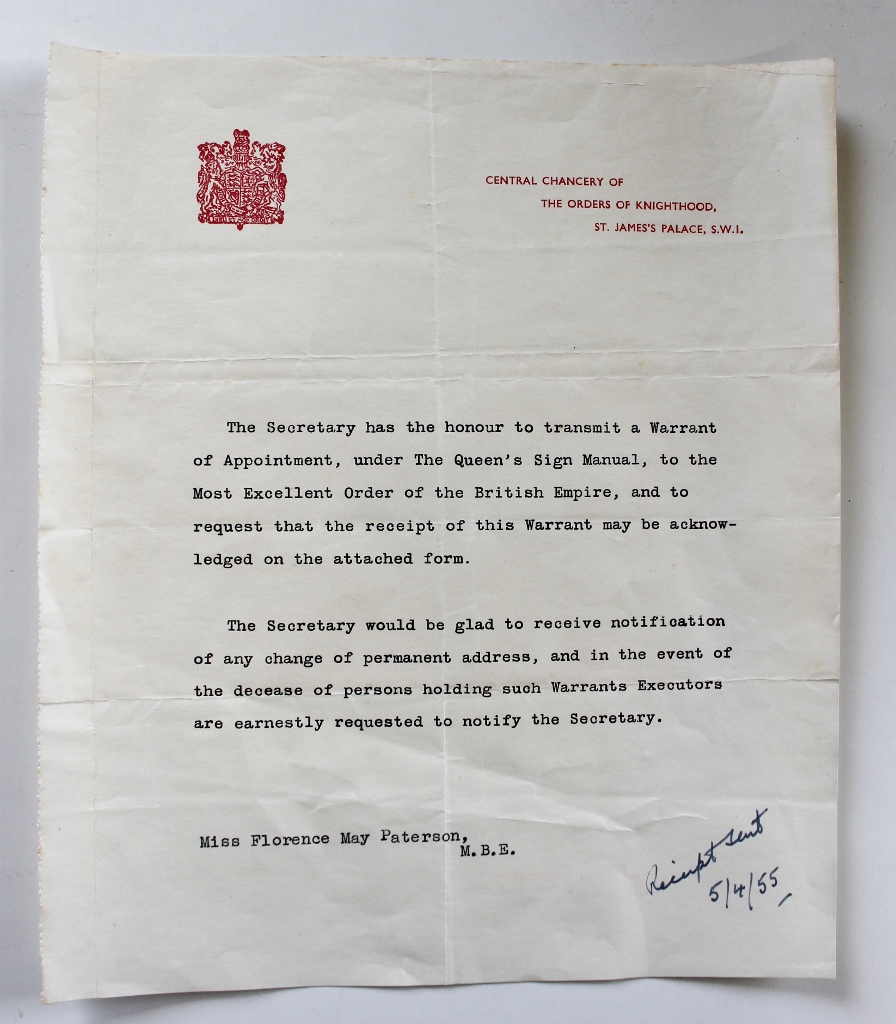 CENTRAL CHANCERY OF
THE ORDERS OF KNIGHTHOOD,
ST. JAMES'S PALACE, S.W.1.
The Secretary has the honour to transmit a Warrant
of Appointment, under The Queen's Sign Manual, to the
Most Excellent Order of the British Empire, and to
request that the receipt of this Warrant may be acknow-
ledged on the attached form.
The Secretary would be glad to receive notification
of any change of permanent address, and in the event of
the decease of persons holding such Warrants Executors
are earnestly requested to notify the Secretary.
Miss Florence May Paterson,
M.B.E.
Receipt sent
5/4/55